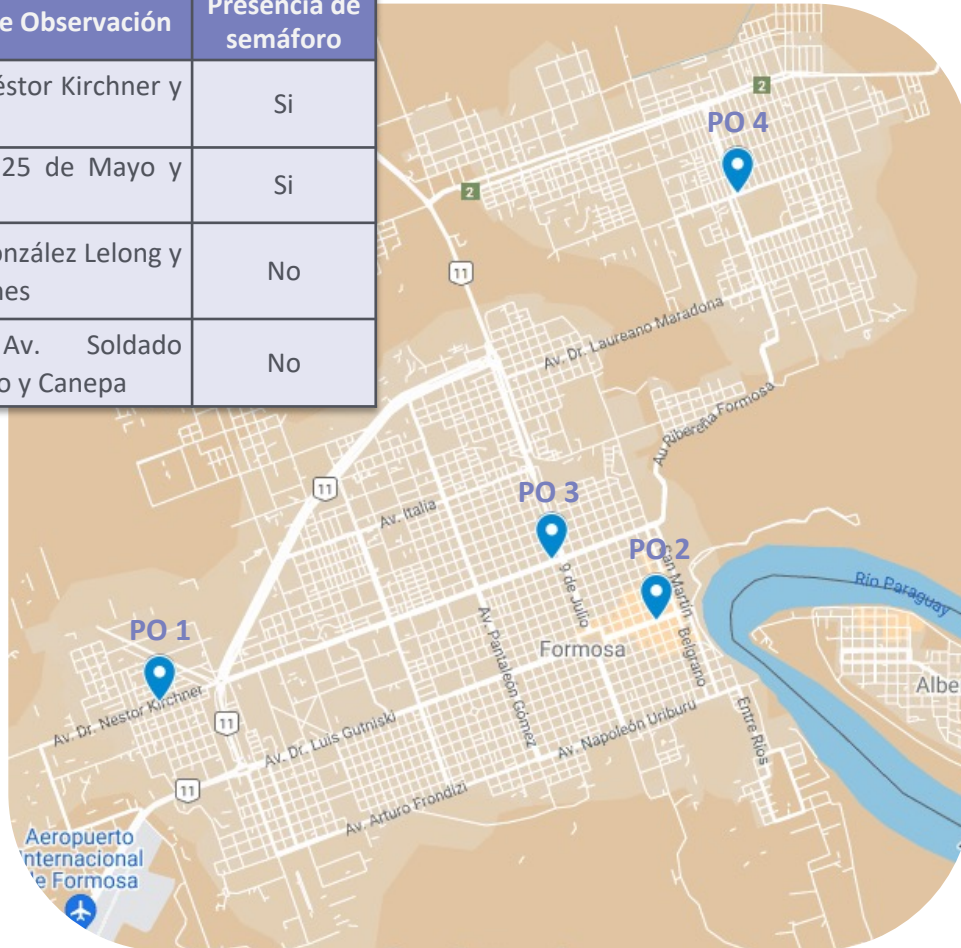 e Observación
Presencia de
semáforo
éstor Kirchner y
Si
25 de Mayo y
Si
onzález Lelong y
nes
No
Av. Soldado
o y Canepa
No
2
PO 4
2
11
Av. Dr. Laureano Maradona
Au Ribereña Formosa
11
Av. Italia
PO 3
PO 2
San Martín
9 de Julio
Río Paraguay
PO 1
Formosa
Belgrano
Av. Pantaleón Gómez
Albe
Av. Dr. Nestor Kirchner
11
Av. Dr. Luis Gutniski
Av. Napoleón Uriburu
Entre Ríos
11
Av. Arturo Frondizi
Aeropuerto
Internacional
de Formosa